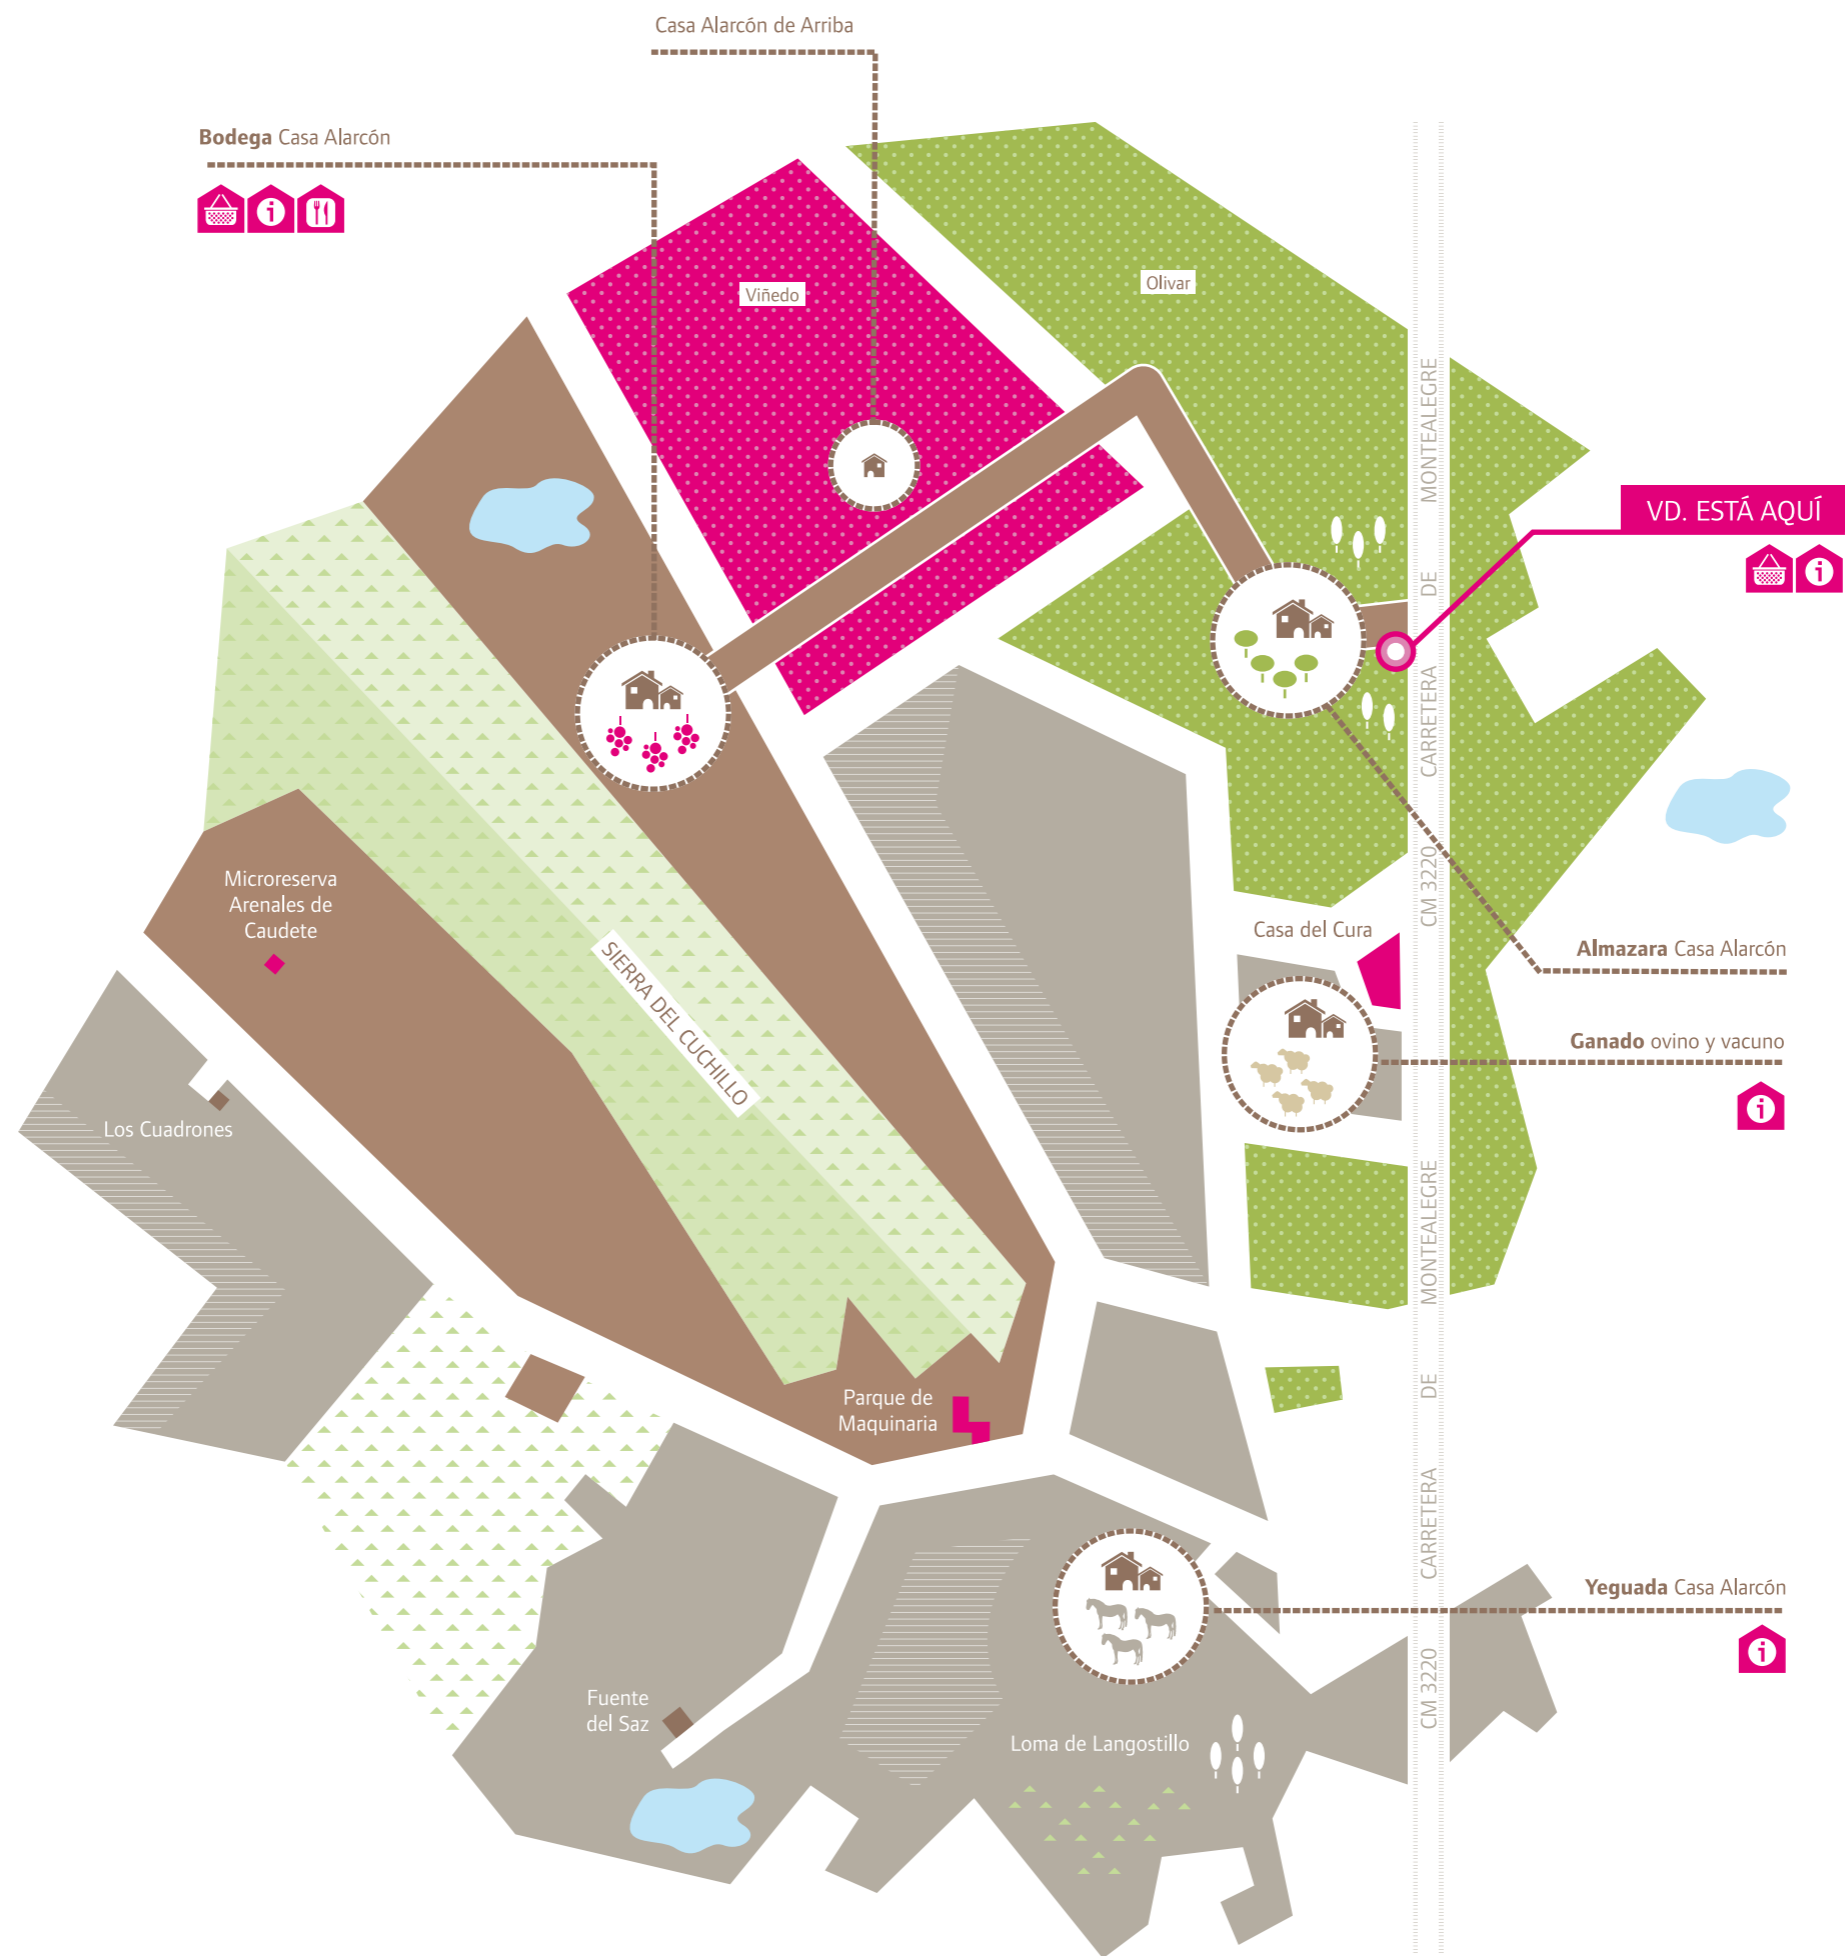 Casa Alarcón de Arriba
Bodega Casa Alarcón
Viñedo
Olivar
CM 3220 CARRETERA DE MONTEALEGRE
VD. ESTÁ AQUÍ
Microreserva
Arenales de
Caudete
SIERRA DEL CUCHILLO
Casa del Cura
Almazara Casa Alarcón
Ganado ovino y vacuno
Los Cuadrones
CM 3220 CARRETERA DE MONTEALEGRE
Parque de
Maquinaria
Yeguada Casa Alarcón
Fuente
del Saz
Loma de Langostillo